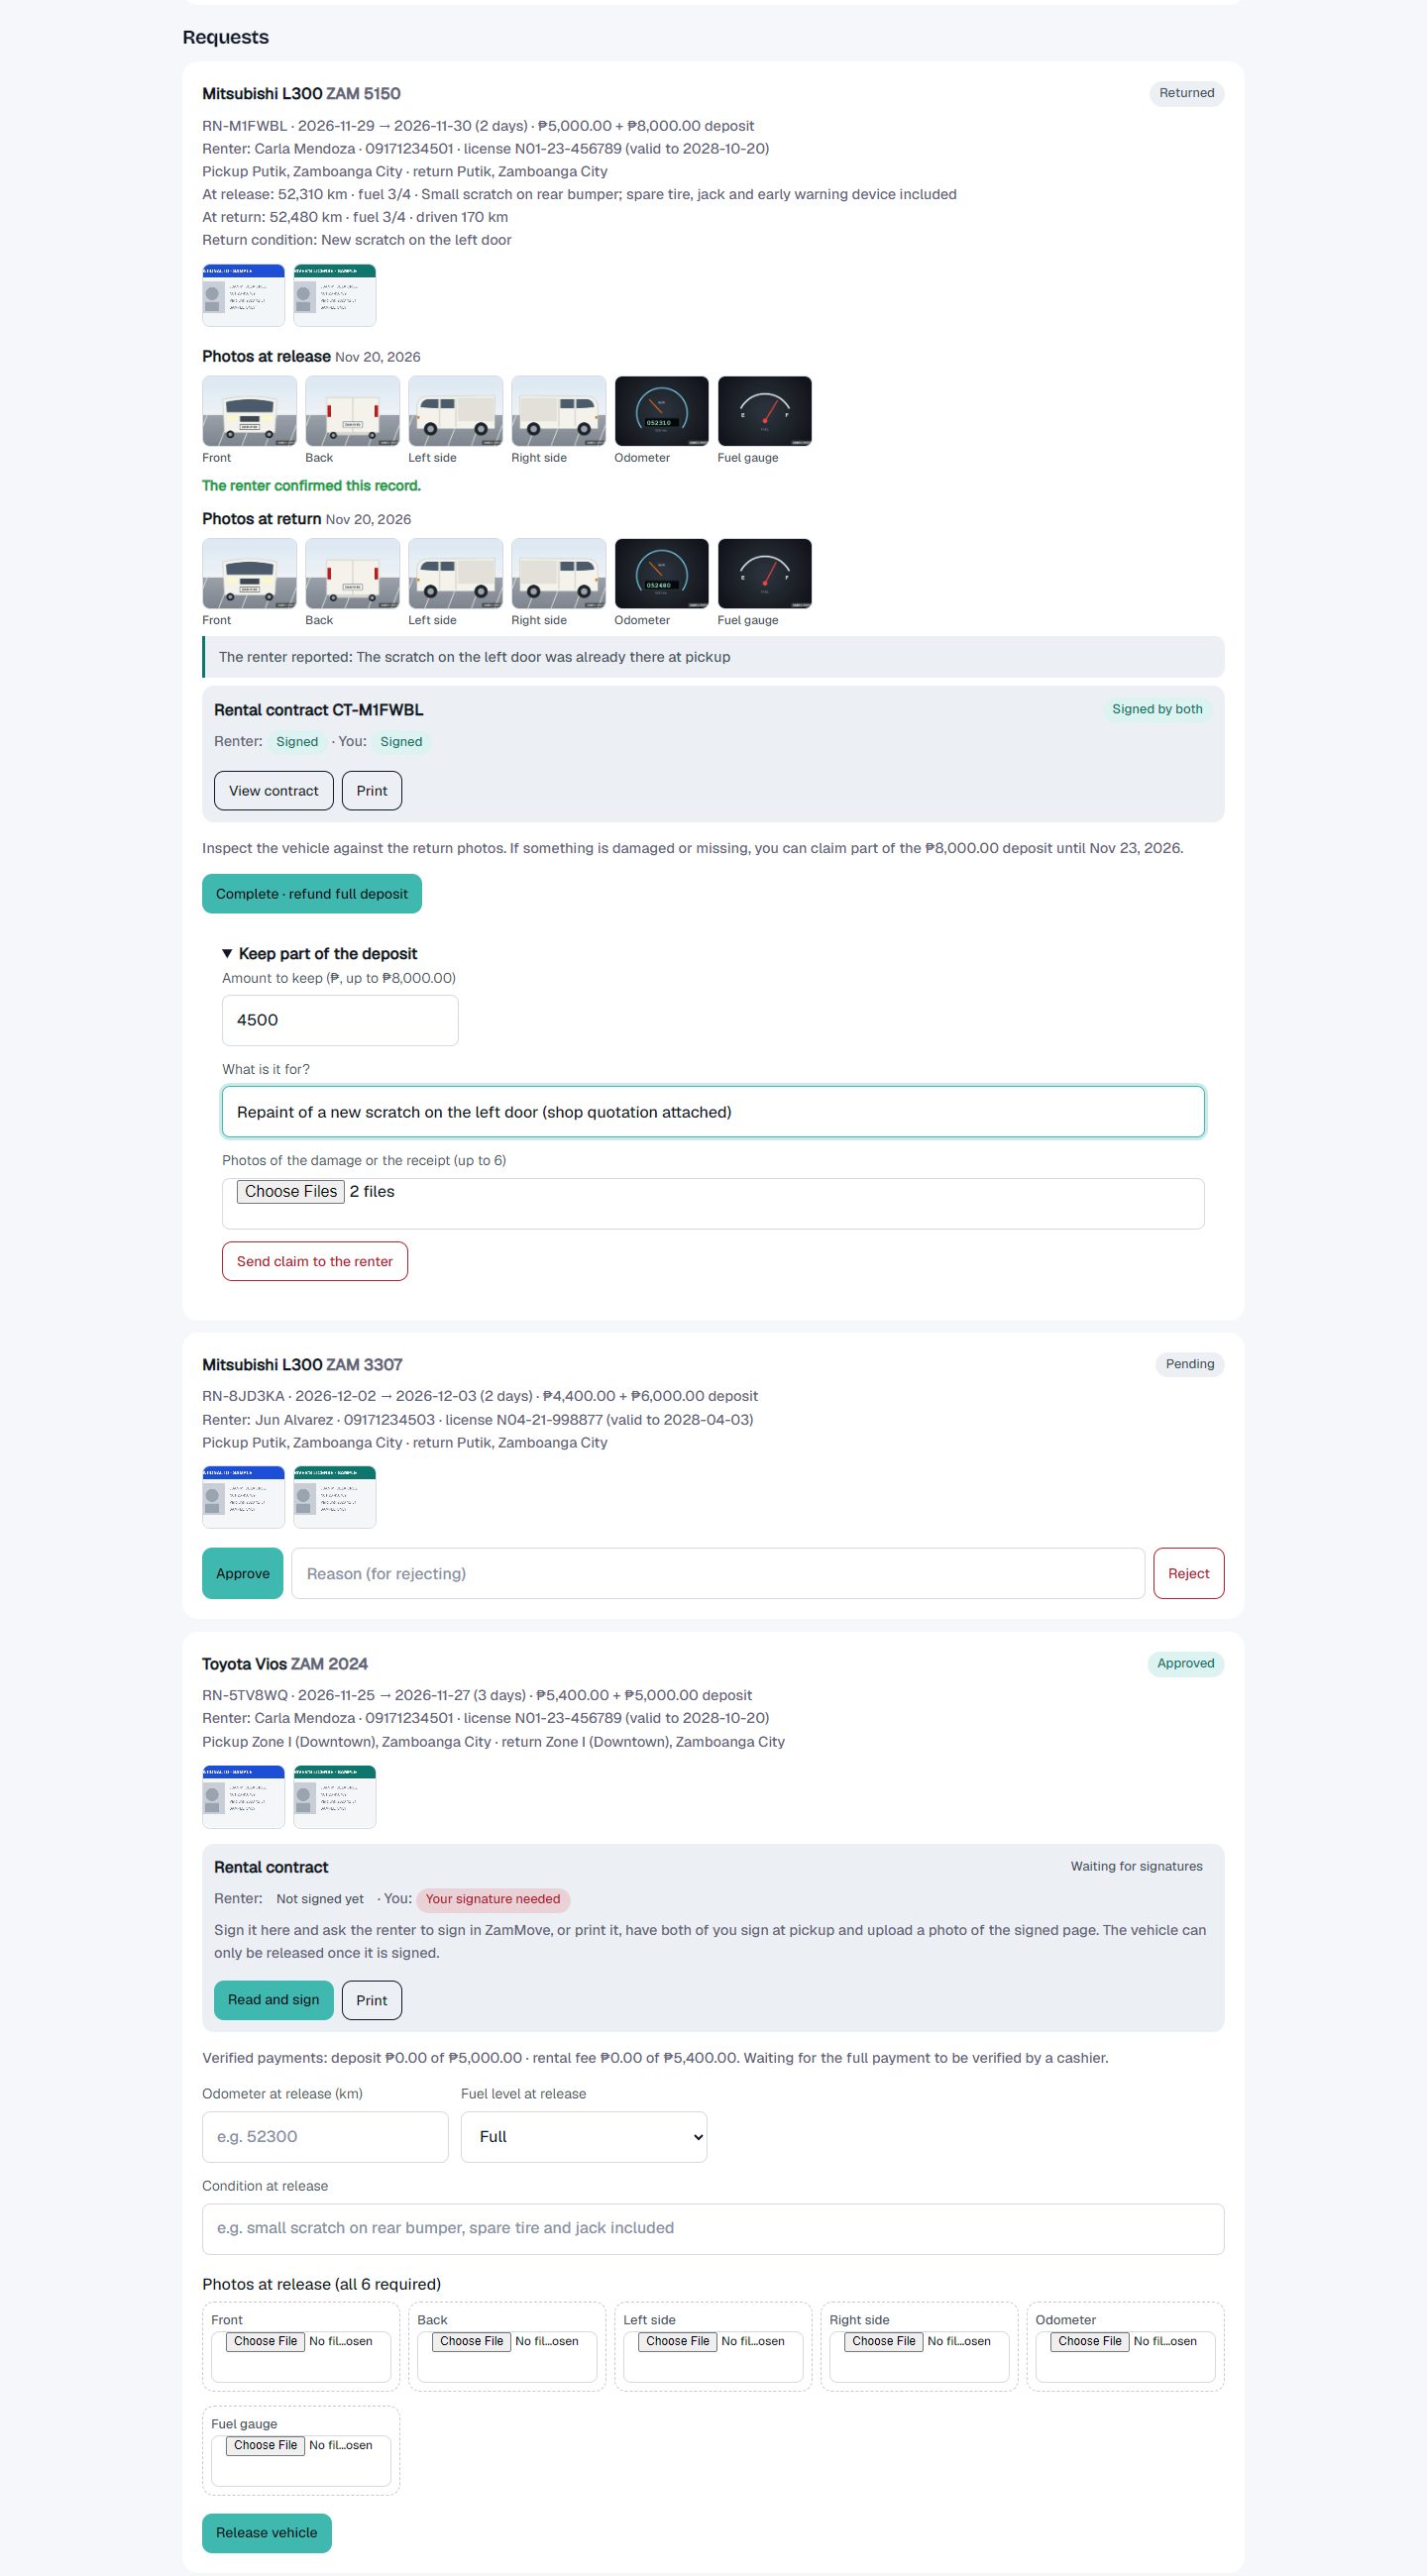 Requests
Mitsubishi L300 ZAM 5150
Returned
RN-M1FWBL · 2026-11-29 → 2026-11-30 (2 days) · ₱5,000.00 + ₱8,000.00 deposit
Renter: Carla Mendoza · 09171234501 · license N01-23-456789 (valid to 2028-10-20)
Pickup Putik, Zamboanga City · return Putik, Zamboanga City
At release: 52,310 km · fuel 3/4 · Small scratch on rear bumper; spare tire, jack and early warning device included
At return: 52,480 km · fuel 3/4 · driven 170 km
Return condition: New scratch on the left door
Photos at release Nov 20, 2026
052310
E F
Front
Back
Left side
Right side
Odometer
Fuel gauge
The renter confirmed this record.
Photos at return Nov 20, 2026
052480
E F
Front
Back
Left side
Right side
Odometer
Fuel gauge
The renter reported: The scratch on the left door was already there at pickup
Rental contract CT-M1FWBL
Signed by both
Renter: Signed · You: Signed
View contract
Print
Inspect the vehicle against the return photos. If something is damaged or missing, you can claim part of the ₱8,000.00 deposit until Nov 23, 2026.
Complete · refund full deposit
▼ Keep part of the deposit
Amount to keep (₱, up to ₱8,000.00)
4500
What is it for?
Repaint of a new scratch on the left door (shop quotation attached)
Photos of the damage or the receipt (up to 6)
Choose Files 2 files
Send claim to the renter
Mitsubishi L300 ZAM 3307
Pending
RN-8JD3KA · 2026-12-02 → 2026-12-03 (2 days) · ₱4,400.00 + ₱6,000.00 deposit
Renter: Jun Alvarez · 09171234503 · license N04-21-998877 (valid to 2028-04-03)
Pickup Putik, Zamboanga City · return Putik, Zamboanga City
Approve
Reason (for rejecting)
Reject
Toyota Vios ZAM 2024
Approved
RN-5TV8WQ · 2026-11-25 → 2026-11-27 (3 days) · ₱5,400.00 + ₱5,000.00 deposit
Renter: Carla Mendoza · 09171234501 · license N01-23-456789 (valid to 2028-10-20)
Pickup Zone I (Downtown), Zamboanga City · return Zone I (Downtown), Zamboanga City
Rental contract
Waiting for signatures
Renter: Not signed yet · You: Your signature needed
Sign it here and ask the renter to sign in ZamMove, or print it, have both of you sign at pickup and upload a photo of the signed page. The vehicle can
only be released once it is signed.
Read and sign
Print
Verified payments: deposit ₱0.00 of ₱5,000.00 · rental fee ₱0.00 of ₱5,400.00. Waiting for the full payment to be verified by a cashier.
Odometer at release (km)
Fuel level at release
e.g. 52300
Full
Condition at release
e.g. small scratch on rear bumper, spare tire and jack included
Photos at release (all 6 required)
Front
Back
Left side
Right side
Odometer
Choose File No fil...osen
Choose File No fil...osen
Choose File No fil...osen
Choose File No fil...osen
Choose File No fil...osen
Fuel gauge
Choose File No fil...osen
Release vehicle